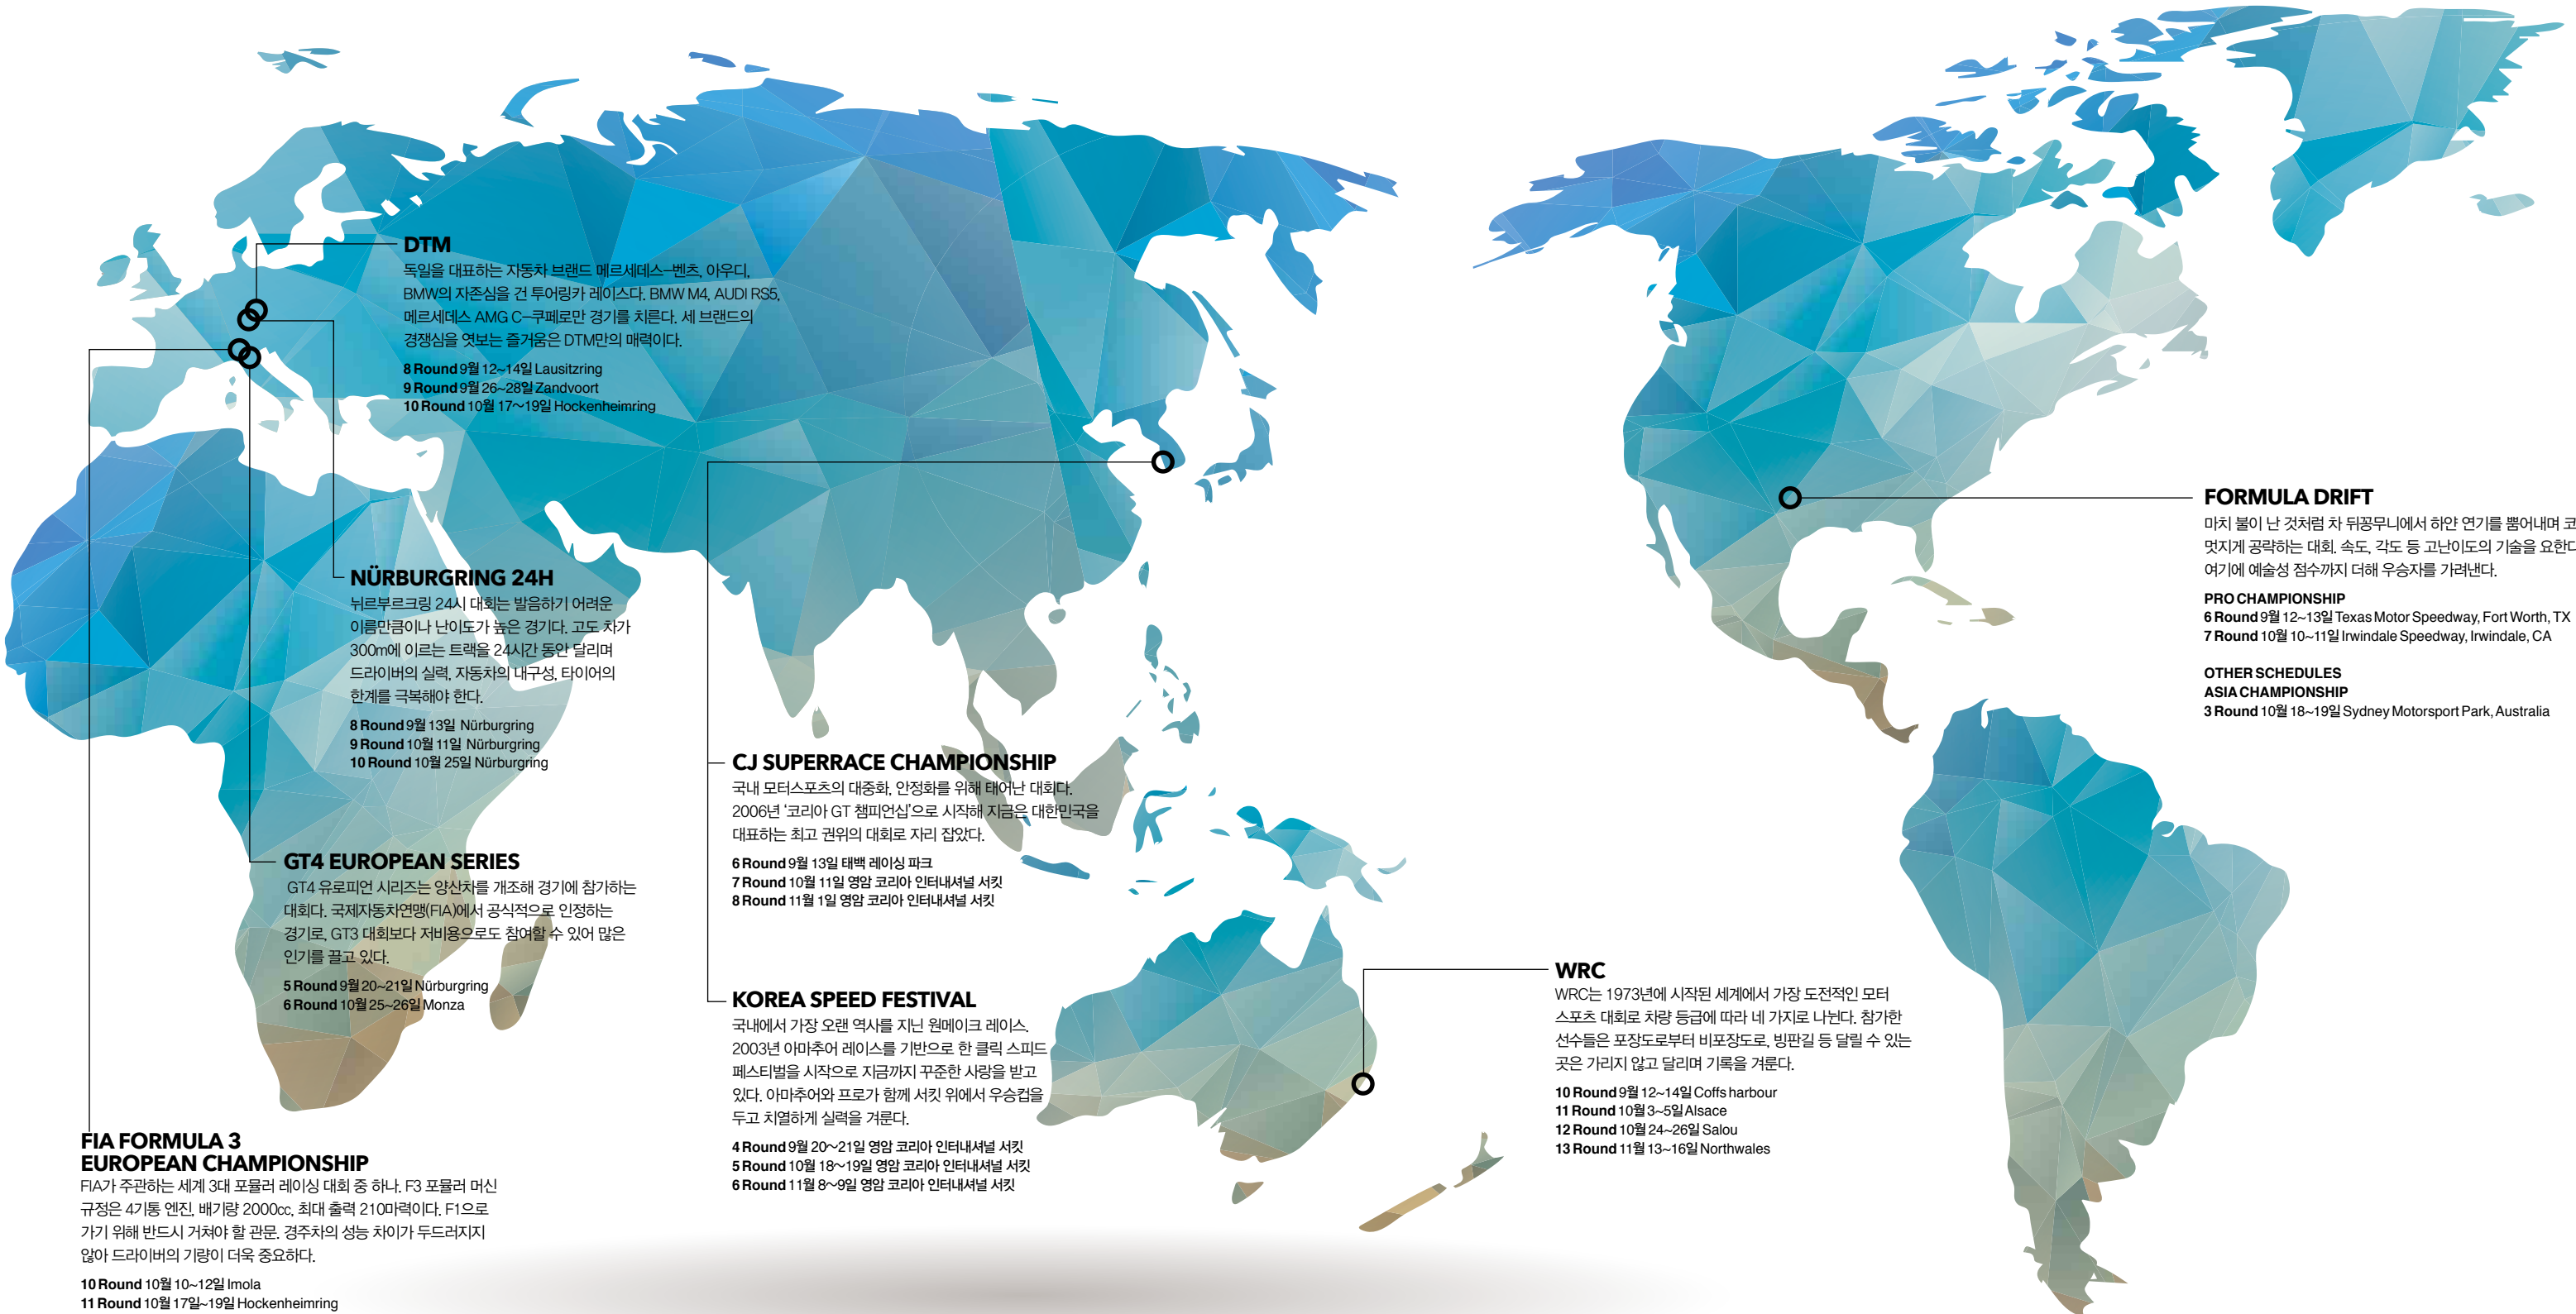 DTM
독일을 대표하는 자동차 브랜드 메르세데스-벤츠, 아우디,
BMW의 자존심을 건 투어링카 레이스다. BMW M4, AUDI RS5,
메르세데스 AMG C-쿠페로만 경기를 치른다. 세 브랜드의
경쟁심을 엿보는 즐거움은 DTM만의 매력이다.
8 Round 9월 12~14일 Lausitzring
9 Round 9월 26~28일 Zandvoort
10 Round 10월 17~19일 Hockenheimring
NÜRBURGRING 24H
뉘르부르크링 24시 대회는 발음하기 어려운
이름만큼이나 난이도가 높은 경기다. 고도 차가
300m에 이르는 트랙을 24시간 동안 달리며
드라이버의 실력, 자동차의 내구성, 타이어의
한계를 극복해야 한다.
8 Round 9월 13일 Nürburgring
9 Round 10월 11일 Nürburgring
10 Round 10월 25일 Nürburgring
GT4 EUROPEAN SERIES
GT4 유로피언 시리즈는 양산차를 개조해 경기에 참가하는
대회다. 국제자동차연맹(FIA)에서 공식적으로 인정하는
경기로, GT3 대회보다 저비용으로도 참여할 수 있어 많은
인기를 끌고 있다.
5 Round 9월 20~21일 Nürburgring
6 Round 10월 25~26일 Monza
FIA FORMULA 3
EUROPEAN CHAMPIONSHIP
FIA가 주관하는 세계 3대 포뮬러 레이싱 대회 중 하나. F3 포뮬러 머신
규정은 4기통 엔진, 배기량 2000cc, 최대 출력 210마력이다. F1으로
가기 위해 반드시 거쳐야 할 관문. 경주차의 성능 차이가 두드러지지
않아 드라이버의 기량이 더욱 중요하다.
10 Round 10월 10~12일 Imola
11 Round 10월 17일~19일 Hockenheimring
CJ SUPERRACE CHAMPIONSHIP
국내 모터스포츠의 대중화, 안정화를 위해 태어난 대회다.
2006년 ‘코리아 GT 챔피언십’으로 시작해 지금은 대한민국을
대표하는 최고 권위의 대회로 자리 잡았다.
6 Round 9월 13일 태백 레이싱 파크
7 Round 10월 11일 영암 코리아 인터내셔널 서킷
8 Round 11월 1일 영암 코리아 인터내셔널 서킷
KOREA SPEED FESTIVAL
국내에서 가장 오랜 역사를 지닌 원메이크 레이스.
2003년 아마추어 레이스를 기반으로 한 클릭 스피드
페스티벌을 시작으로 지금까지 꾸준한 사랑을 받고
있다. 아마추어와 프로가 함께 서킷 위에서 우승컵을
두고 치열하게 실력을 겨룬다.
4 Round 9월 20~21일 영암 코리아 인터내셔널 서킷
5 Round 10월 18~19일 영암 코리아 인터내셔널 서킷
6 Round 11월 8~9일 영암 코리아 인터내셔널 서킷
WRC
WRC는 1973년에 시작된 세계에서 가장 도전적인 모터
스포츠 대회로 차량 등급에 따라 네 가지로 나뉜다. 참가한
선수들은 포장도로부터 비포장도로, 빙판길 등 달릴 수 있는
곳은 가리지 않고 달리며 기록을 겨룬다.
10 Round 9월 12~14일 Coffs harbour
11 Round 10월 3~5일 Alsace
12 Round 10월 24~26일 Salou
13 Round 11월 13~16일 Northwales
FORMULA DRIFT
마치 불이 난 것처럼 차 뒤꽁무니에서 하얀 연기를 뿜어내며 코
멋지게 공략하는 대회. 속도, 각도 등 고난이도의 기술을 요한다
여기에 예술성 점수까지 더해 우승자를 가려낸다.
PRO CHAMPIONSHIP
6 Round 9월 12~13일 Texas Motor Speedway, Fort Worth, TX
7 Round 10월 10~11일 Irwindale Speedway, Irwindale, CA
OTHER SCHEDULES
ASIA CHAMPIONSHIP
3 Round 10월 18~19일 Sydney Motorsport Park, Australia